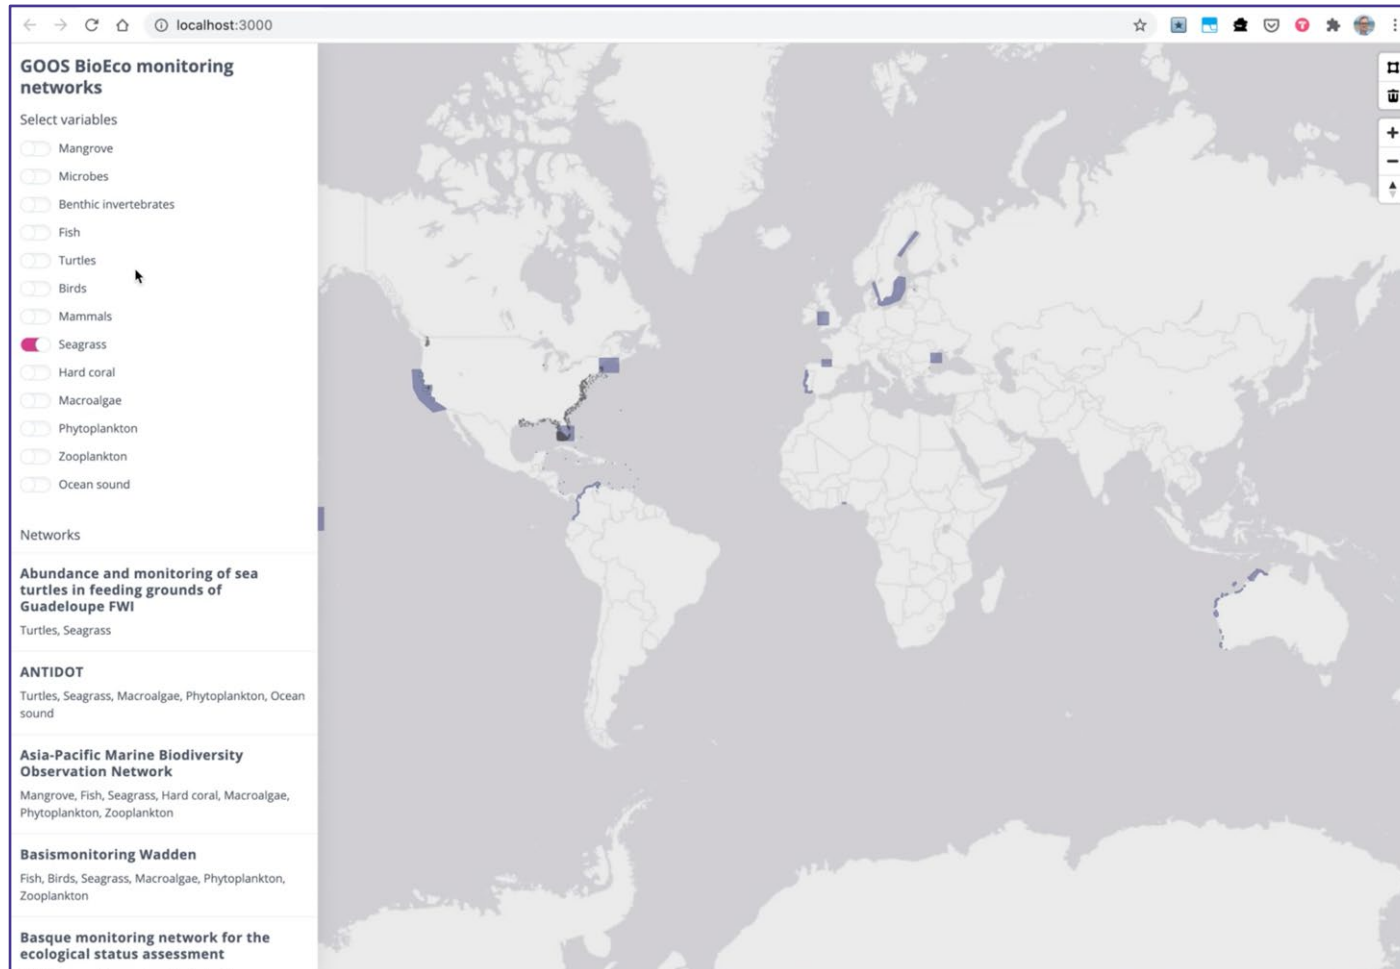 localhost:3000
GOOS BioEco monitoring
networks
Select variables
Mangrove
Microbes
Benthic invertebrates
Fish
Turtles
Birds
Mammals
Seagrass
Hard coral
Macroalgae
Phytoplankton
Zooplankton
Ocean sound
Networks
Abundance and monitoring of sea
turtles in feeding grounds of
Guadeloupe FWI
Turtles, Seagrass
ANTIDOT
Turtles, Seagrass, Macroalgae, Phytoplankton, Ocean
sound
Asia-Pacific Marine Biodiversity
Observation Network
Mangrove, Fish, Seagrass, Hard coral, Macroalgae,
Phytoplankton, Zooplankton
Basismonitoring Wadden
Fish, Birds, Seagrass, Macroalgae, Phytoplankton,
Zooplankton
Basque monitoring network for the
ecological status assessment